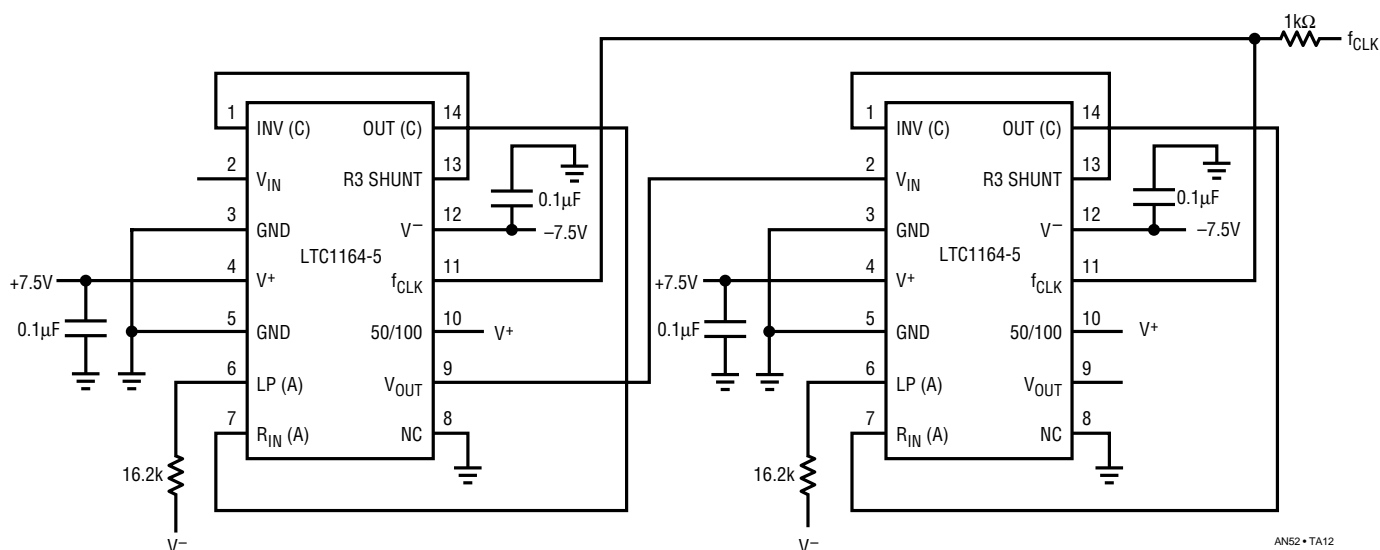 1kΩ
fCLK
1
INV (C)
OUT (C)
14
2
VIN
R3 SHUNT
13
0.1µF
3
GND
V–
12
–7.5V
LTC1164-5
+7.5V
4
V+
fCLK
11
0.1µF
5
GND
50/100
10
V+
6
LP (A)
VOUT
9
7
RIN (A)
NC
8
16.2k
V–
1
INV (C)
OUT (C)
14
2
VIN
R3 SHUNT
13
0.1µF
3
GND
V–
12
–7.5V
LTC1164-5
+7.5V
4
V+
fCLK
11
0.1µF
5
GND
50/100
10
V+
6
LP (A)
VOUT
9
7
RIN (A)
NC
8
16.2k
V–
AN52 • TA12